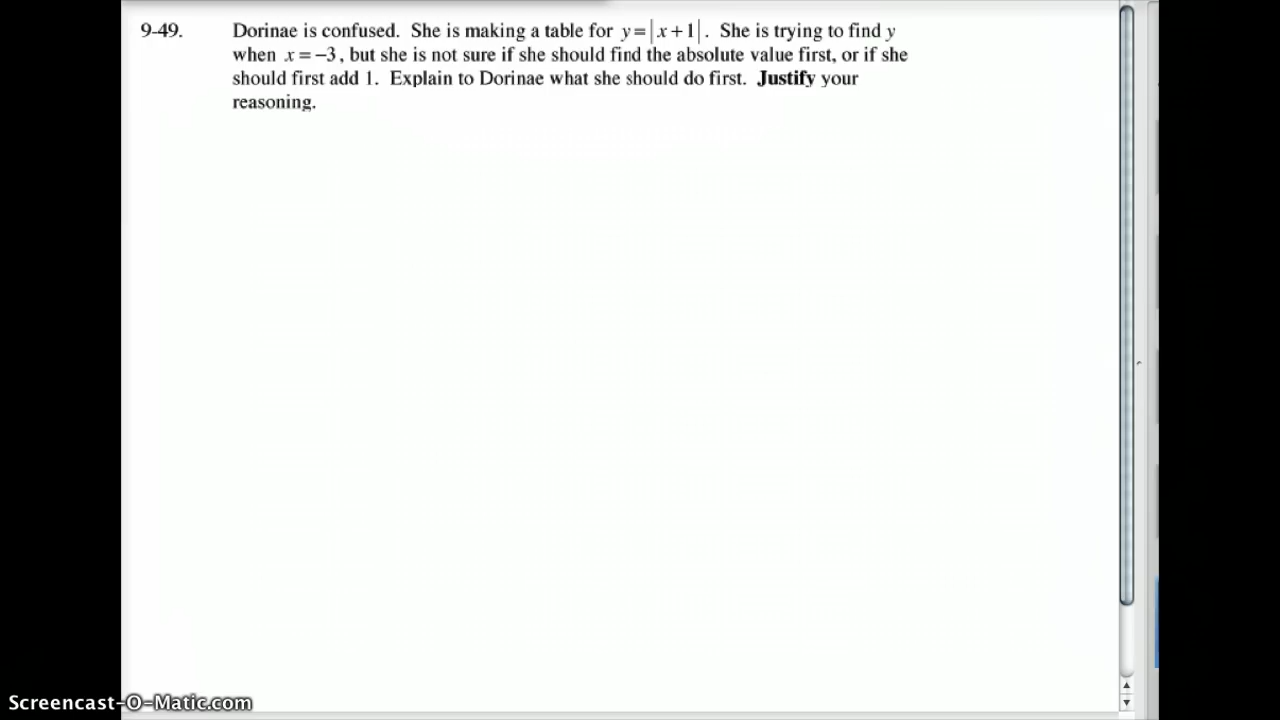 9-49. Dorinae is confused. She is making a table for y=|x+1|. She is trying to find y
when x=−3, but she is not sure if she should find the absolute value first, or if she
should first add 1. Explain to Dorinae what she should do first. Justify your
reasoning.
Screencast-O-Matic.com